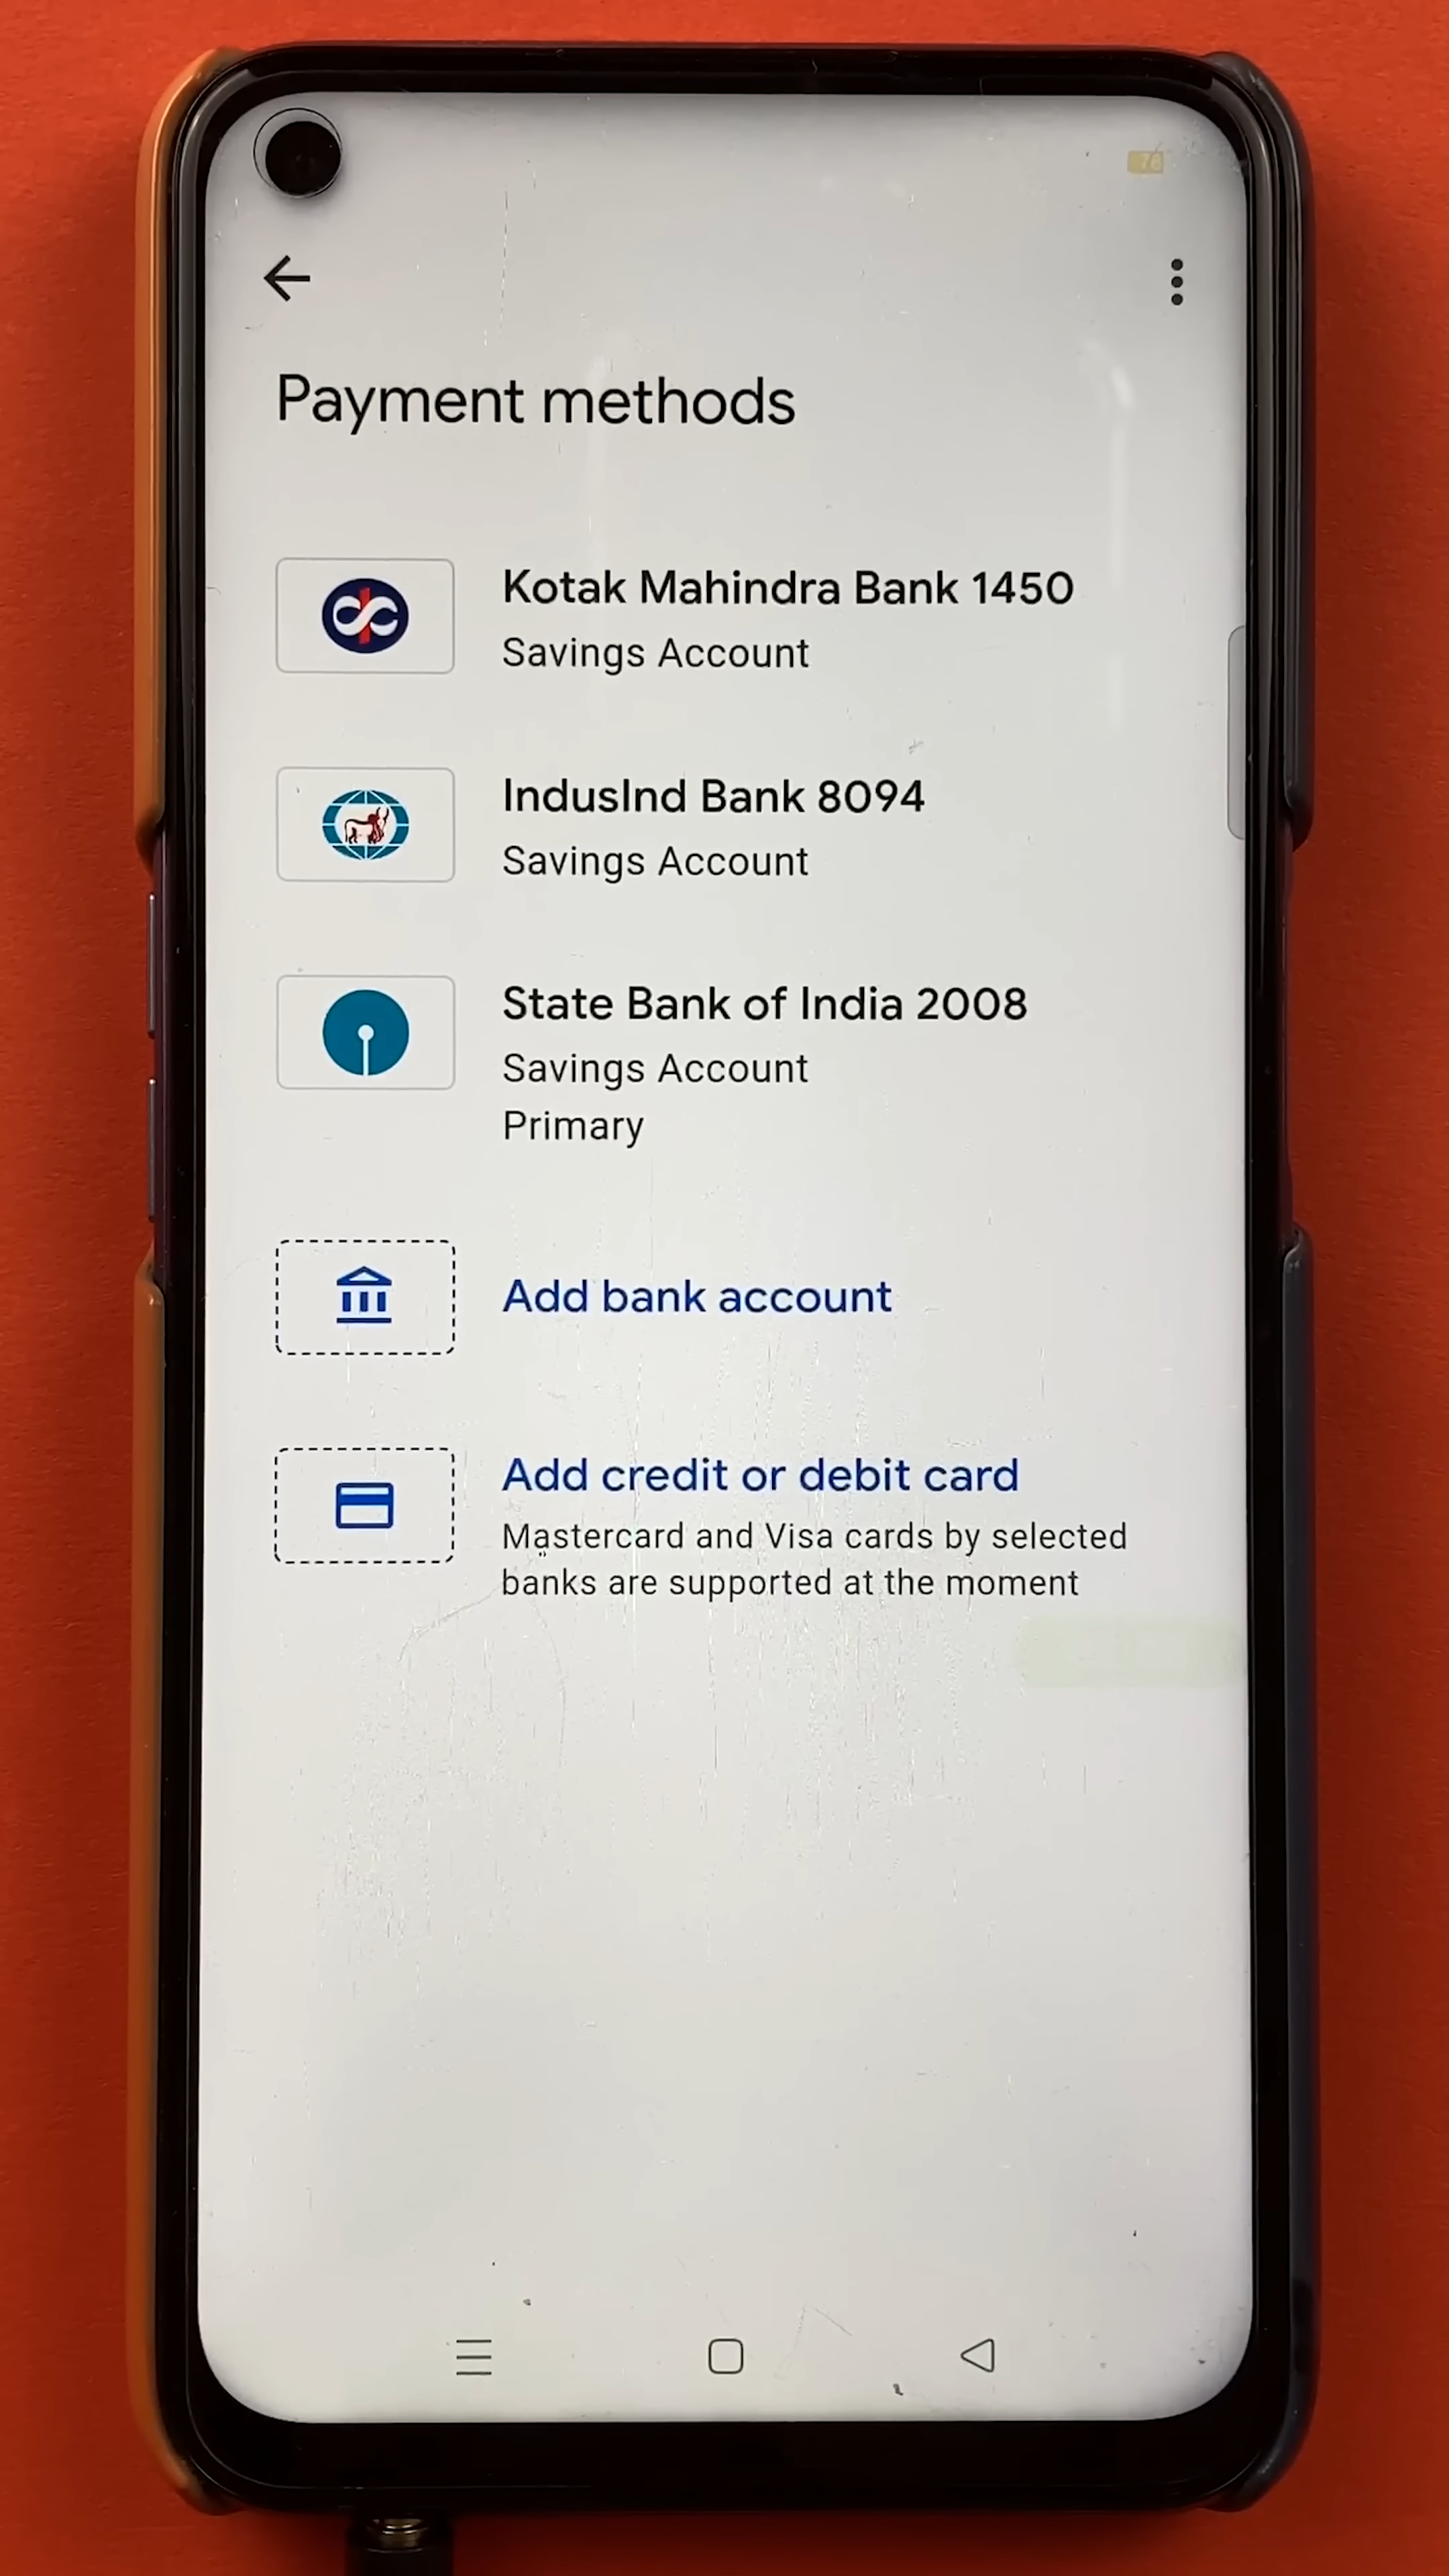 76
Payment methods
Kotak Mahindra Bank 1450
Savings Account
IndusInd Bank 8094
Savings Account
State Bank of India 2008
Savings Account
Primary
Add bank account
Add credit or debit card
Mastercard and Visa cards by selected
banks are supported at the moment